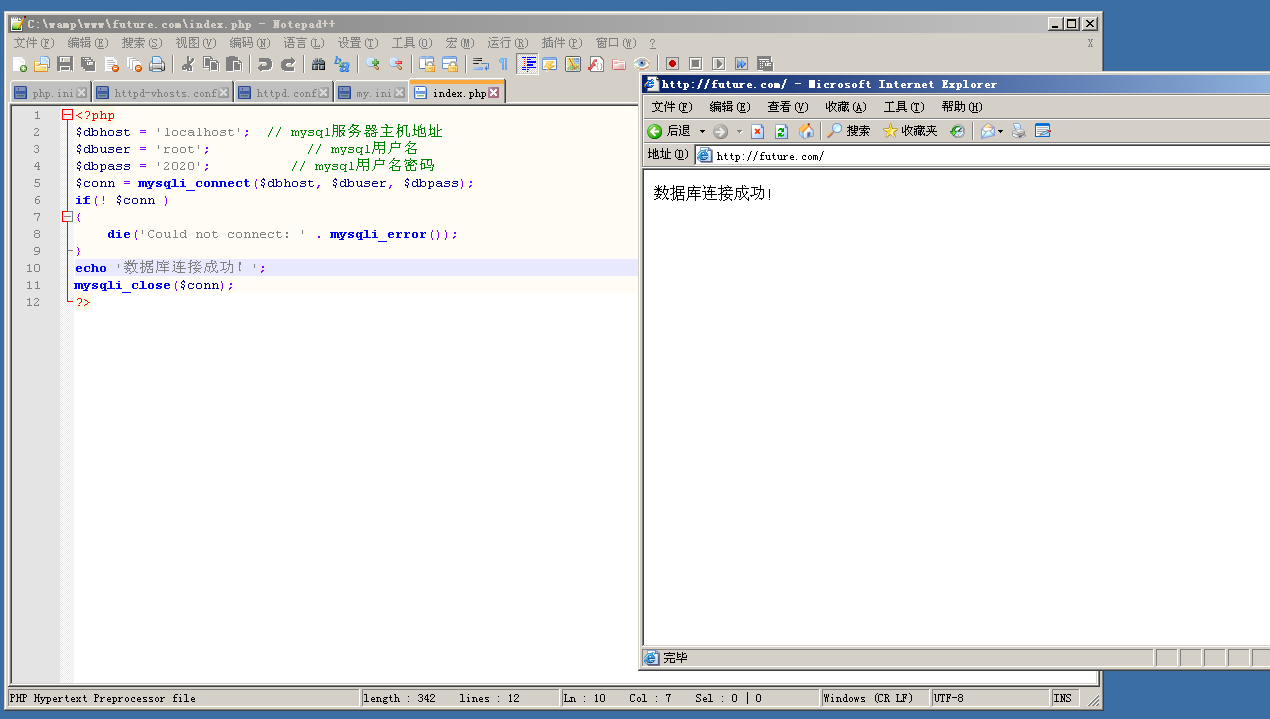 C:\wamp\www\future.com\index.php - Notepad++
文件(F) 编辑(E) 搜索(S) 视图(V) 编码(N) 语言(L) 设置(T) 工具(O) 宏(M) 运行(R) 插件(P) 窗口(W) ? X
php.ini httpd-vhosts.conf httpd.conf my.ini index.php
1 <?php
2 $dbhost = 'localhost'; // mysql服务器主机地址
3 $dbuser = 'root'; // mysql用户名
4 $dbpass = '2020'; // mysql用户名密码
5 $conn = mysqli_connect($dbhost, $dbuser, $dbpass);
6 if(! $conn )
7 {
8 die('Could not connect: ' . mysqli_error());
9 }
10 echo '数据库连接成功！';
11 mysqli_close($conn);
12 ?>
PHP Hypertext Preprocessor file length : 342 lines : 12 Ln : 10 Col : 7 Sel : 0 | 0 Windows (CR LF) UTF-8 INS
http://future.com/ - Microsoft Internet Explorer
文件(F) 编辑(E) 查看(V) 收藏(A) 工具(T) 帮助(H)
后退 搜索 收藏夹
地址(D) http://future.com/
数据库连接成功！
完毕